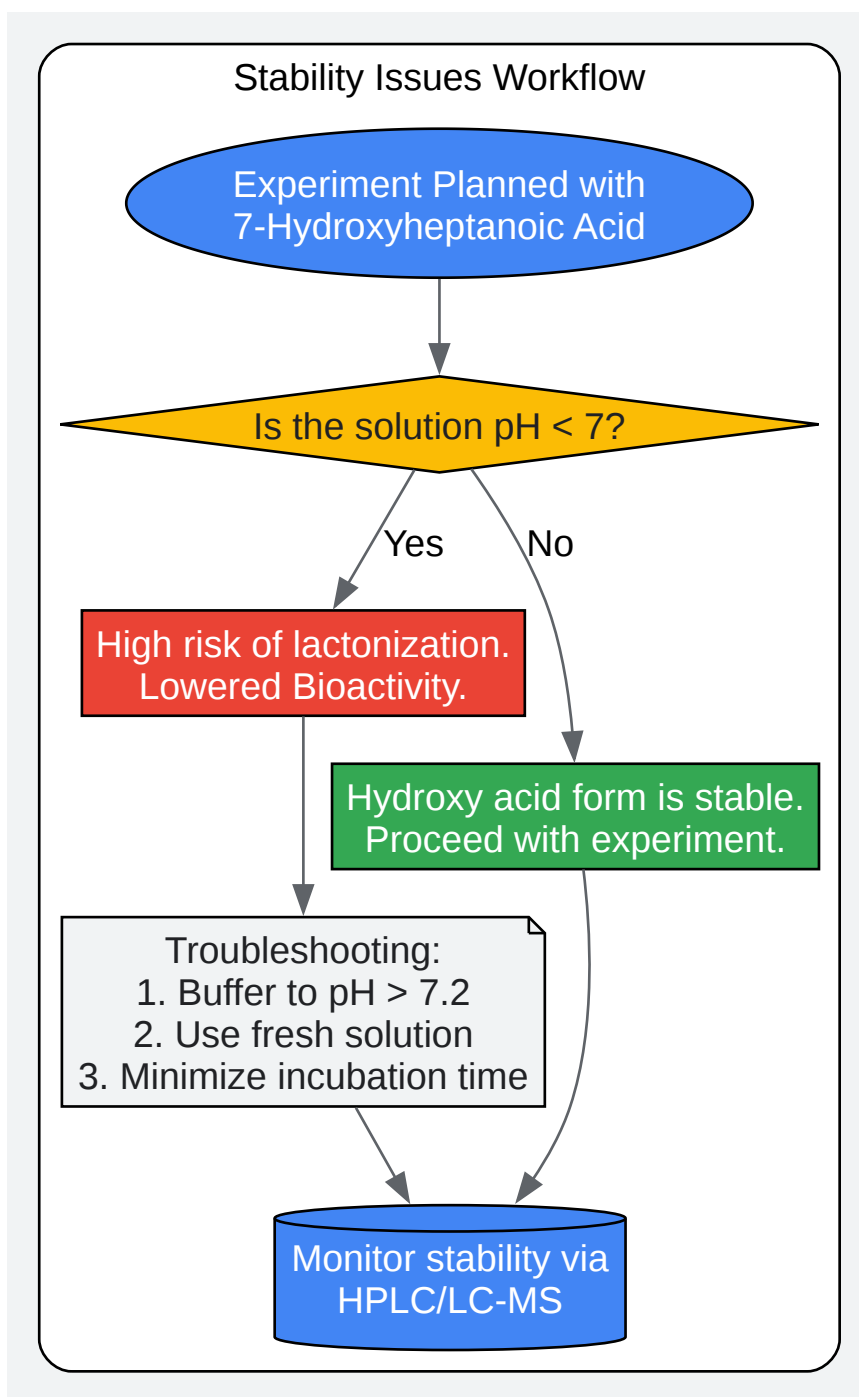 Stability Issues Workflow
Experiment Planned with
7-Hydroxyheptanoic Acid
Is the solution pH < 7?
Yes
No
High risk of lactonization.
Lowered Bioactivity.
Hydroxy acid form is stable.
Proceed with experiment.
Troubleshooting:
1. Buffer to pH > 7.2
2. Use fresh solution
3. Minimize incubation time
Monitor stability via
HPLC/LC-MS